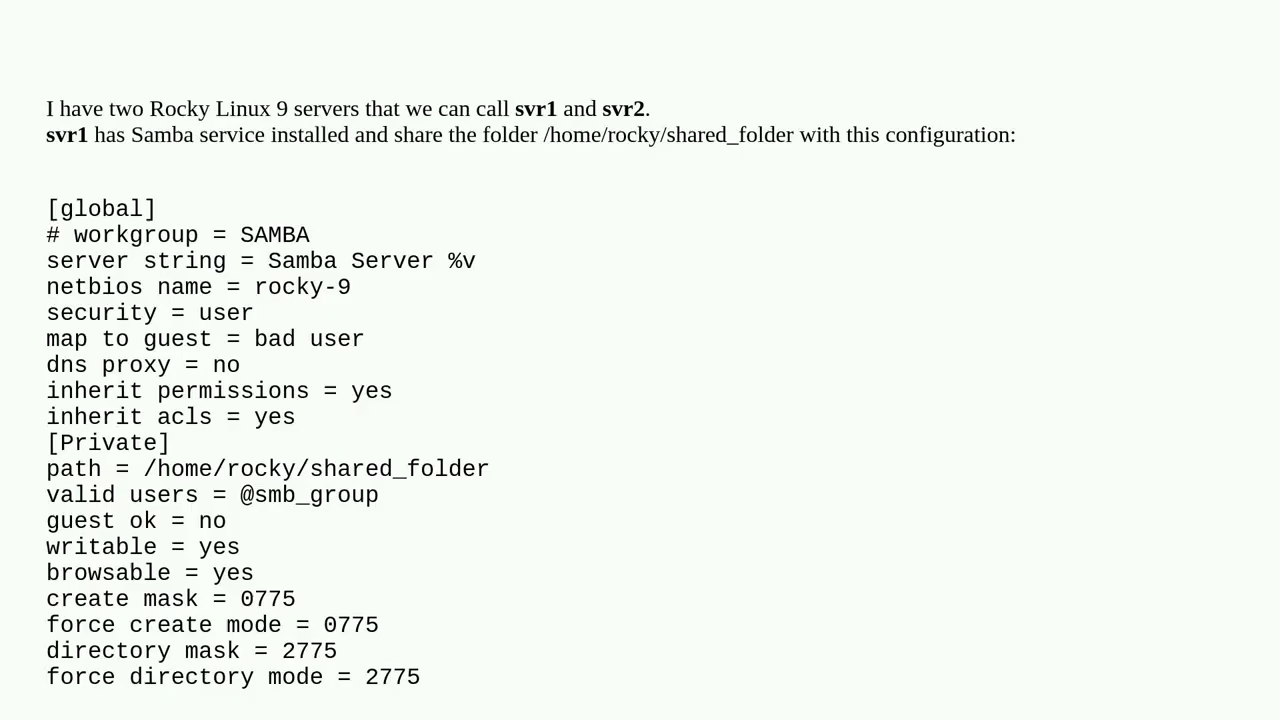 I have two Rocky Linux 9 servers that we can call svr1 and svr2.
svr1 has Samba service installed and share the folder /home/rocky/shared_folder with this configuration:
[global]
# workgroup = SAMBA
server string = Samba Server %v
netbios name = rocky-9
security = user
map to guest = bad user
dns proxy = no
inherit permissions = yes
inherit acls = yes
[Private]
path = /home/rocky/shared_folder
valid users = @smb_group
guest ok = no
writable = yes
browsable = yes
create mask = 0775
force create mode = 0775
directory mask = 2775
force directory mode = 2775